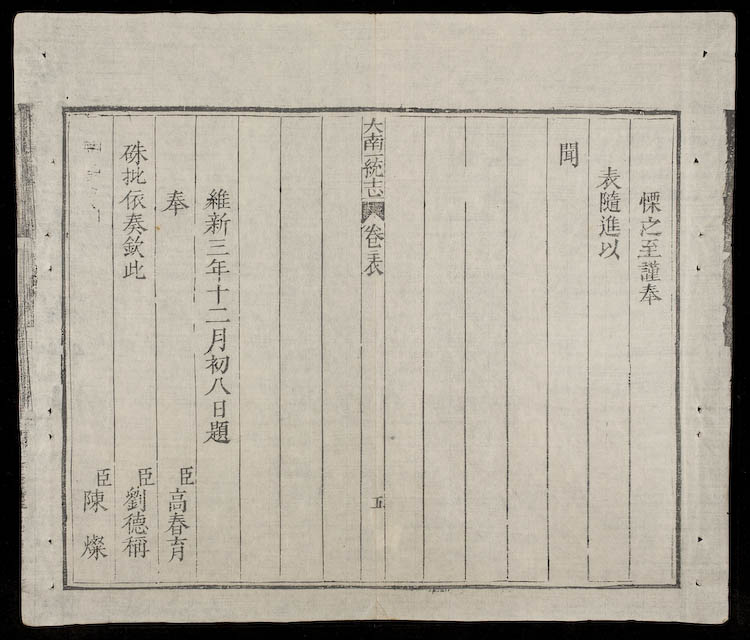 慄之至謹奉
表隨進以
聞
大南一統志 卷之表
五
維新三年十二月初八日題
奉 臣高春育
硃批依奏欽此 臣劉德稱
臣陳燦